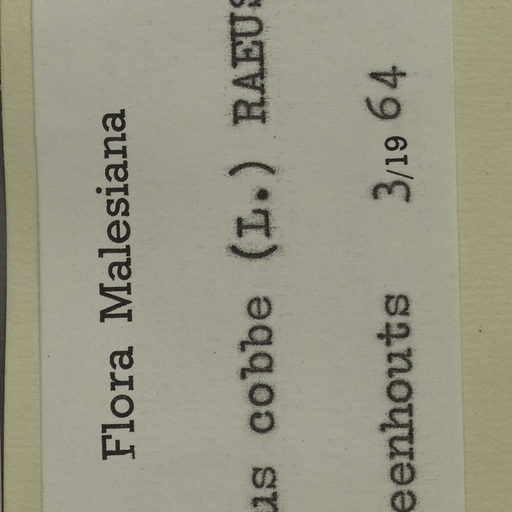 Flora Malesiana
us cobbe (L.) RAEUS
eenhouts 3/19 64